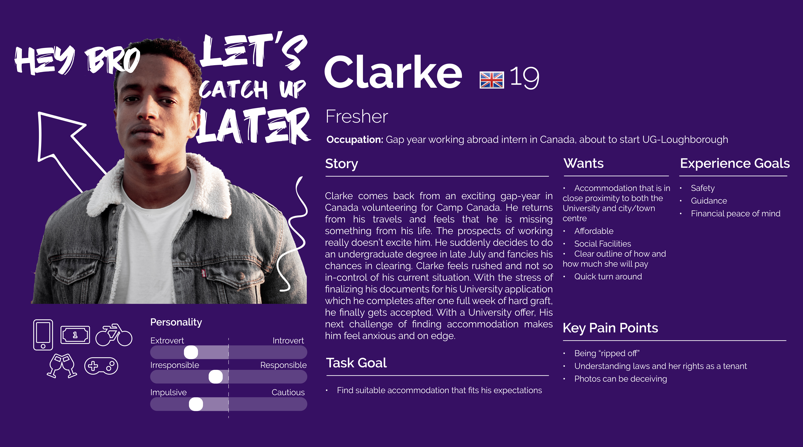 HEY BRO
LET'S
CATCH UP
LATER
Clarke 19
Fresher
Occupation: Gap year working abroad intern in Canada, about to start UG-Loughborough
Story
Clarke comes back from an exciting gap-year in
Canada volunteering for Camp Canada. He returns
from his travels and feels that he is missing
something from his life. The prospects of working
really doesn't excite him. He suddenly decides to do
an undergraduate degree in late July and fancies his
chances in clearing. Clarke feels rushed and not so
in-control of his current situation. With the stress of
finalizing his documents for his University application
which he completes after one full week of hard graft,
he finally gets accepted. With a University offer, His
next challenge of finding accommodation makes
him feel anxious and on edge.
Task Goal
• Find suitable accommodation that fits his expectations
Wants
• Accommodation that is in
close proximity to both the
University and city/town
centre
• Affordable
• Social Facilities
• Clear outline of how and
how much she will pay
• Quick turn around
Experience Goals
• Safety
• Guidance
• Financial peace of mind
Key Pain Points
• Being "ripped off"
• Understanding laws and her rights as a tenant
• Photos can be deceiving
Personality
Extrovert Introvert
Irresponsible Responsible
Impulsive Cautious